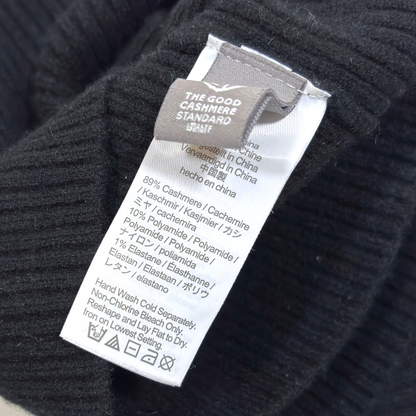 THE GOOD
CASHMERE
STANDARD
gestellt in China
Vervaardigd in China
中国製
hecho en china
89% Cashmere / Cachemire
/ Kaschmir / Kasjmier / カシ
ミヤ / cachemira
10% Polyamide / Polyamide
/ Polyamid / Polyamide /
ナイロン / poliamida
1% Elastane / Élasthanne /
Elastan / Elastaan / ポリウ
レタン / elastano
Hand Wash Cold Separately.
Non-Chlorine Bleach Only.
Reshape and Lay Flat to Dry.
Iron on Lowest Setting.